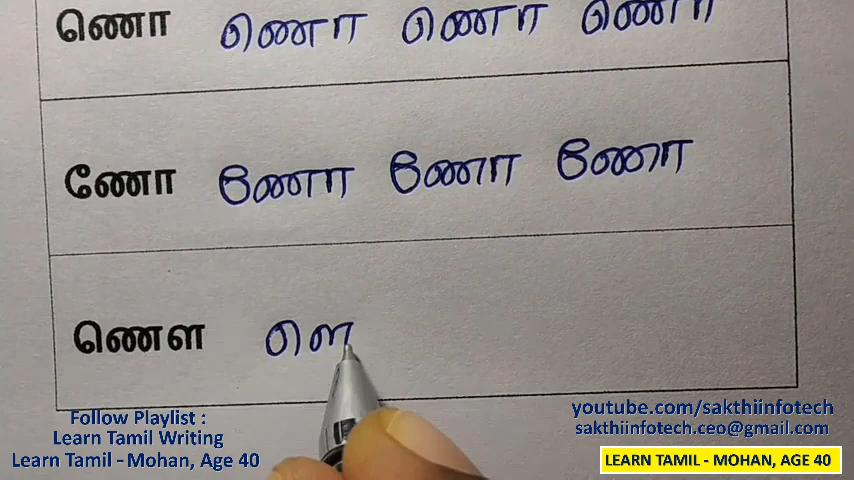 ணொ ணொ ணொ ணொ
ணோ ணோ ணோ ணோ
ணௌ
Follow Playlist :
Learn Tamil Writing
Learn Tamil - Mohan, Age 40
youtube.com/sakthiinfotech
sakthiinfotech.ceo@gmail.com
LEARN TAMIL - MOHAN, AGE 40